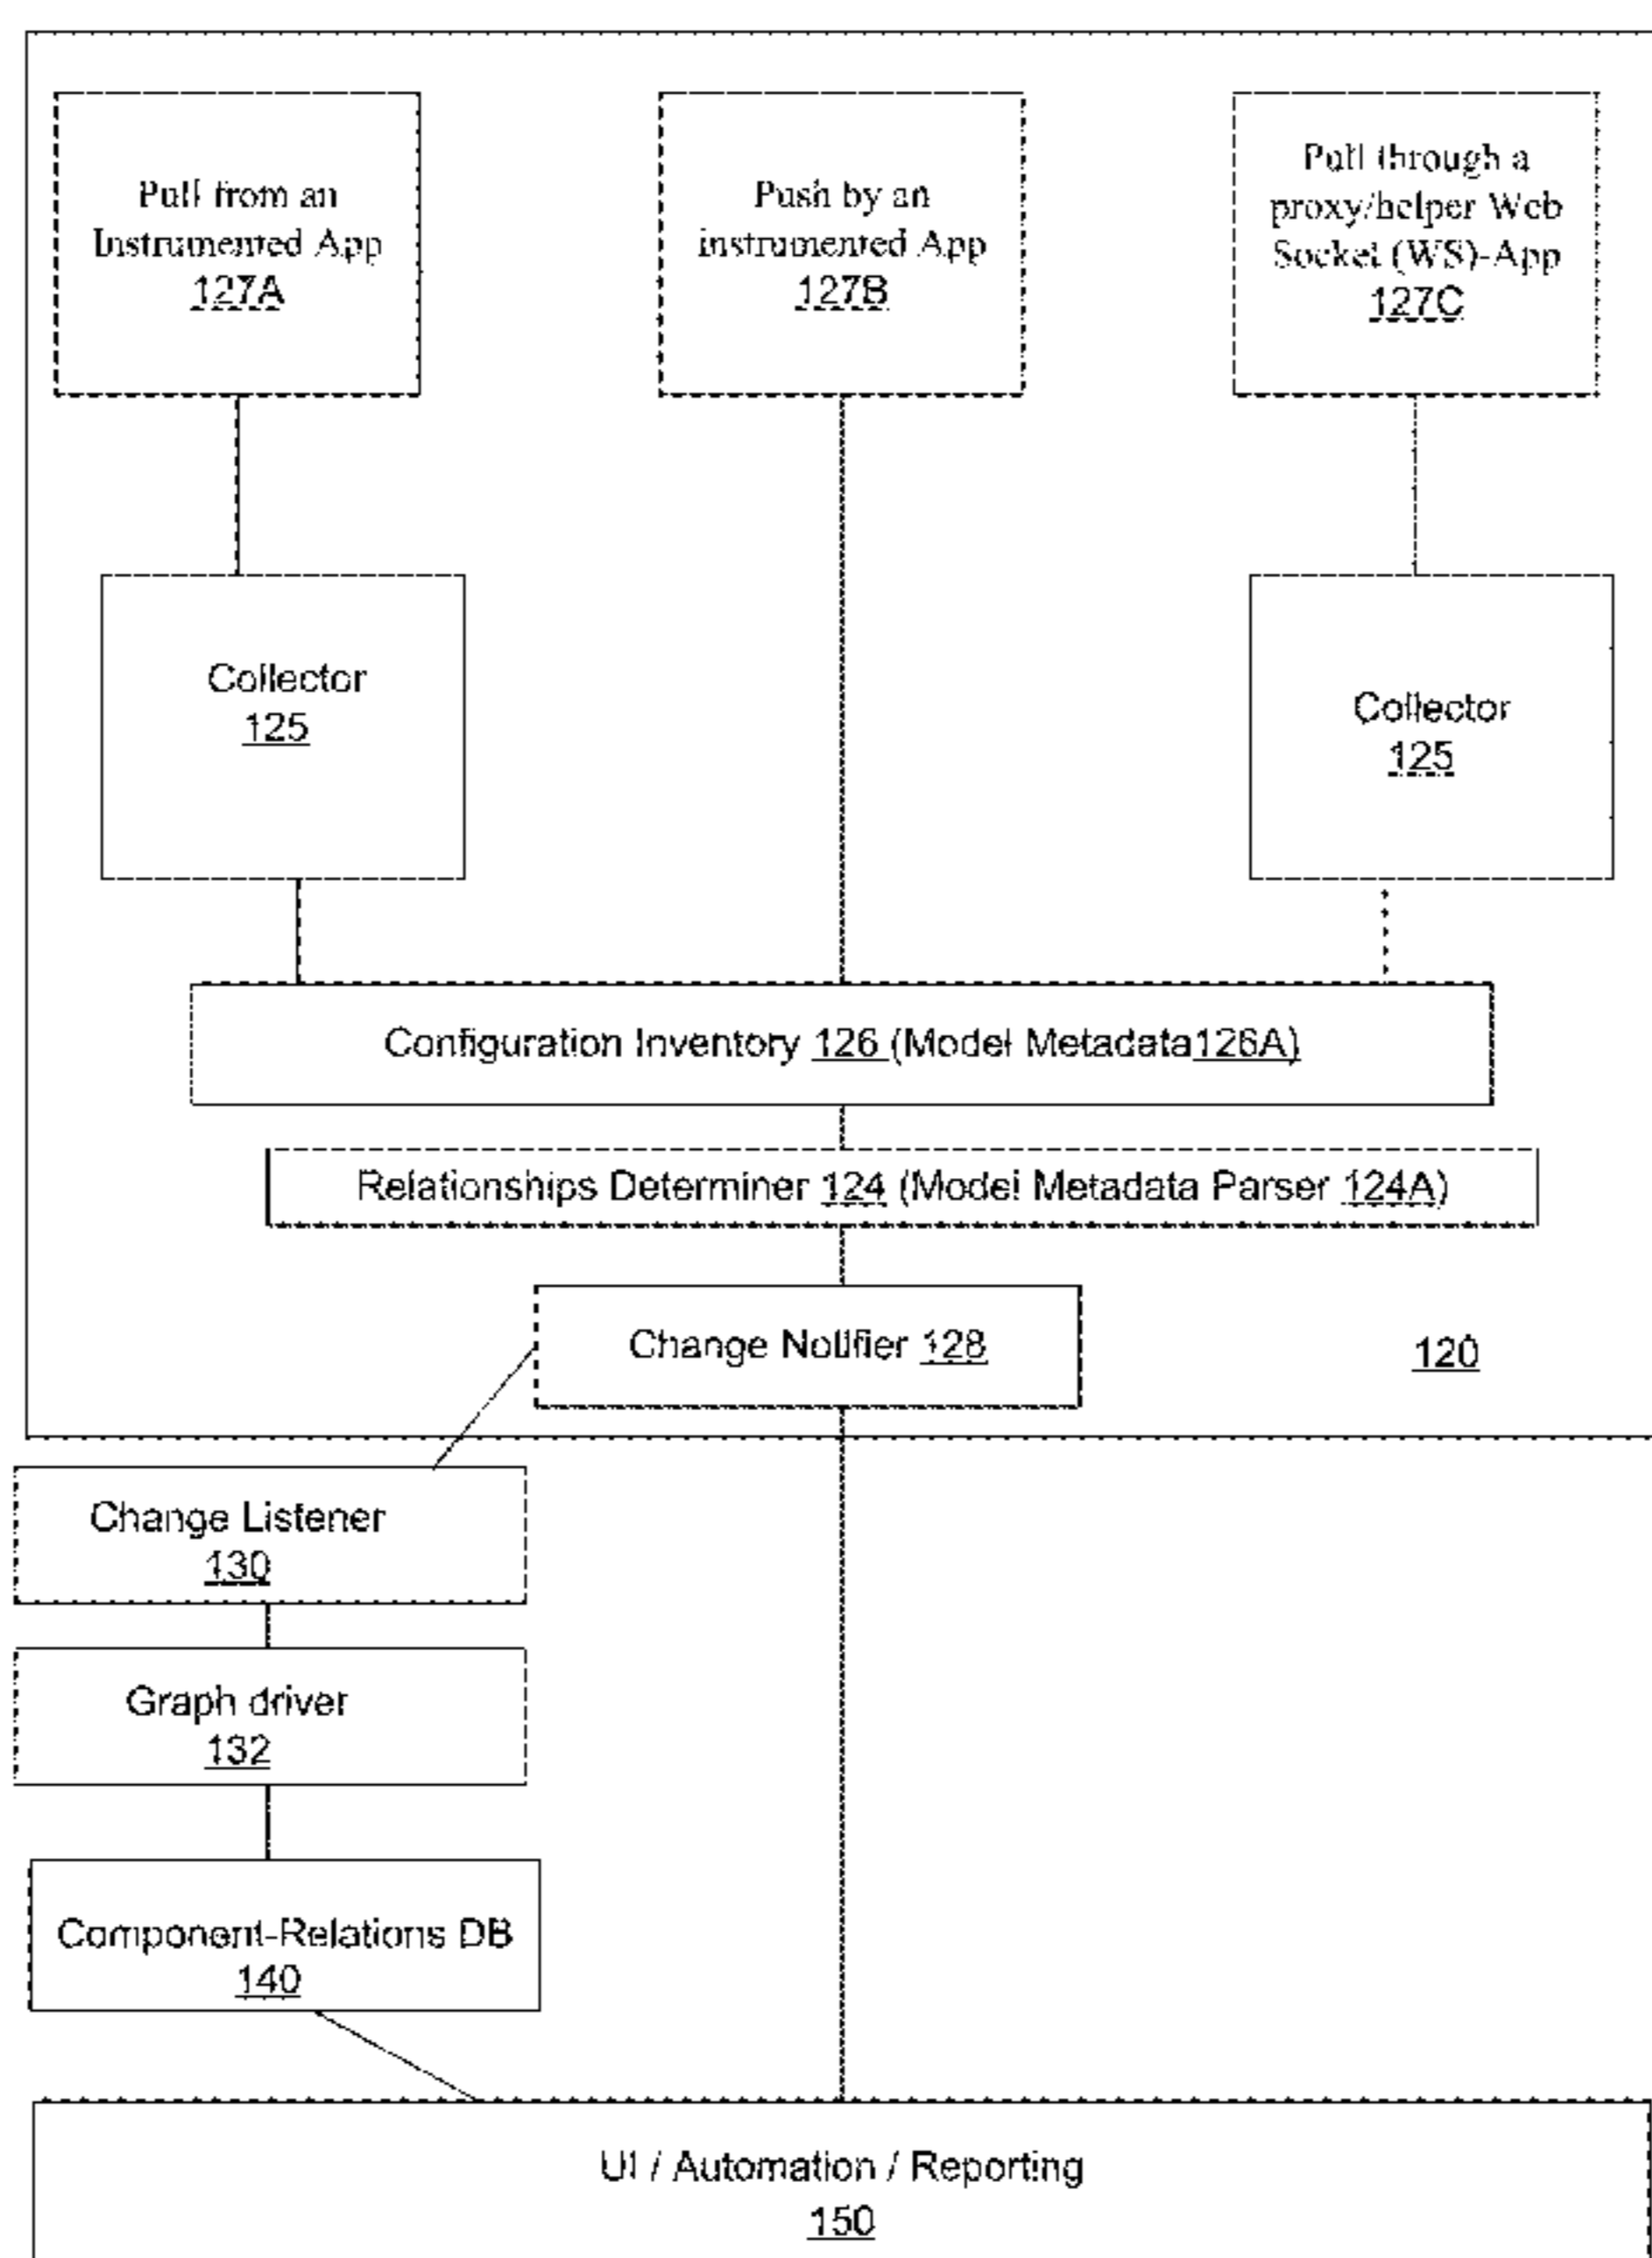 Pull from an
Instrumented App
127A
Push by an
instrumented App
127B
Pull through a
proxy/helper Web
Socket (WS)-App
127C
Collector
125
Collector
125
Configuration Inventory 126 (Model Metadata126A)
Relationships Determiner 124 (Model Metadata Parser 124A)
Change Notifier 128
120
Change Listener
130
Graph driver
132
Component-Relations DB
140
UI / Automation / Reporting
150